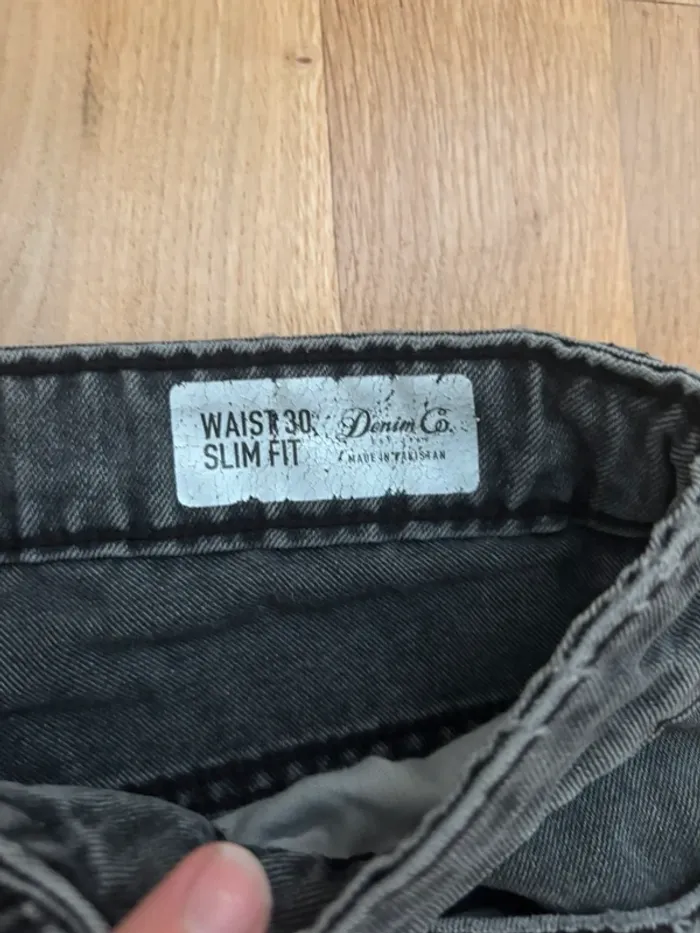 WAIST 30
SLIM FIT
Denim Co.
MADE IN PAKISTAN